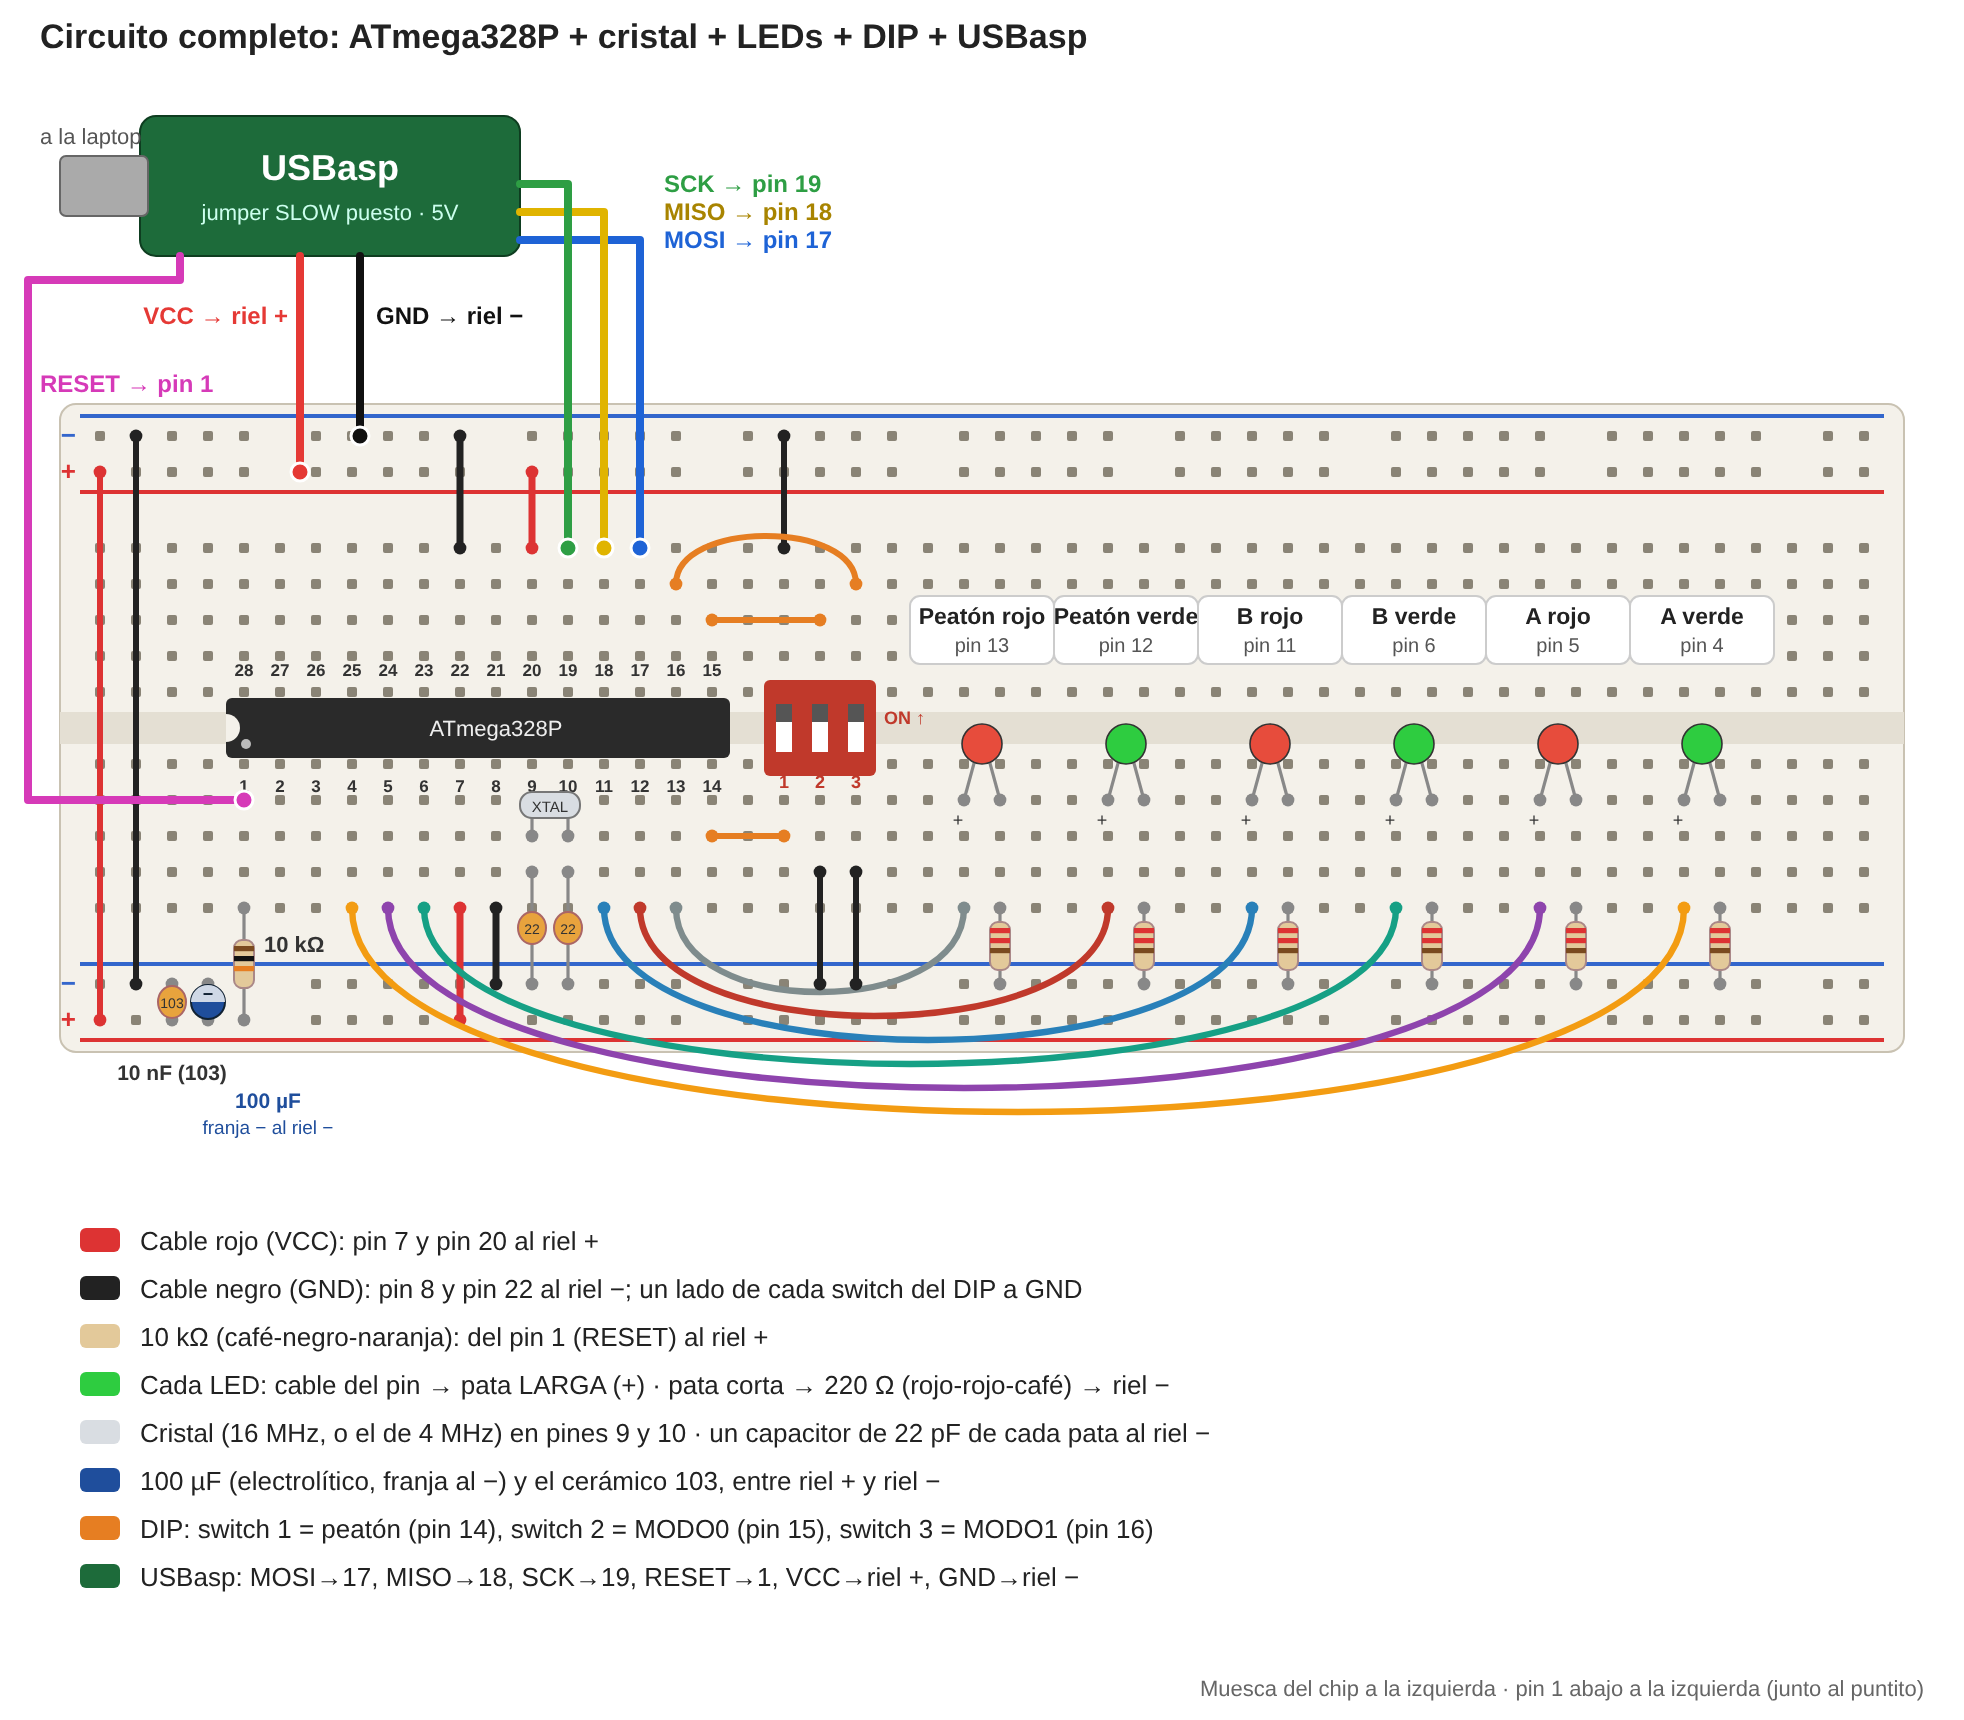 Circuito completo: ATmega328P + cristal + LEDs + DIP + USBasp
a la laptop
USBasp
jumper SLOW puesto · 5V
SCK → pin 19
MISO → pin 18
MOSI → pin 17
VCC → riel +
GND → riel −
RESET → pin 1
−
+
Peatón rojo
pin 13
Peatón verde
pin 12
B rojo
pin 11
B verde
pin 6
A rojo
pin 5
A verde
pin 4
28 27 26 25 24 23 22 21 20 19 18 17 16 15
ATmega328P
ON ↑
1 2 3 4 5 6 7 8 9 10 11 12 13 14
1 2 3
XTAL
+ + + + + +
22 22
10 kΩ
−
+
103
−
10 nF (103)
100 µF
franja − al riel −
Cable rojo (VCC): pin 7 y pin 20 al riel +
Cable negro (GND): pin 8 y pin 22 al riel −; un lado de cada switch del DIP a GND
10 kΩ (café-negro-naranja): del pin 1 (RESET) al riel +
Cada LED: cable del pin → pata LARGA (+) · pata corta → 220 Ω (rojo-rojo-café) → riel −
Cristal (16 MHz, o el de 4 MHz) en pines 9 y 10 · un capacitor de 22 pF de cada pata al riel −
100 µF (electrolítico, franja al −) y el cerámico 103, entre riel + y riel −
DIP: switch 1 = peatón (pin 14), switch 2 = MODO0 (pin 15), switch 3 = MODO1 (pin 16)
USBasp: MOSI→17, MISO→18, SCK→19, RESET→1, VCC→riel +, GND→riel −
Muesca del chip a la izquierda · pin 1 abajo a la izquierda (junto al puntito)